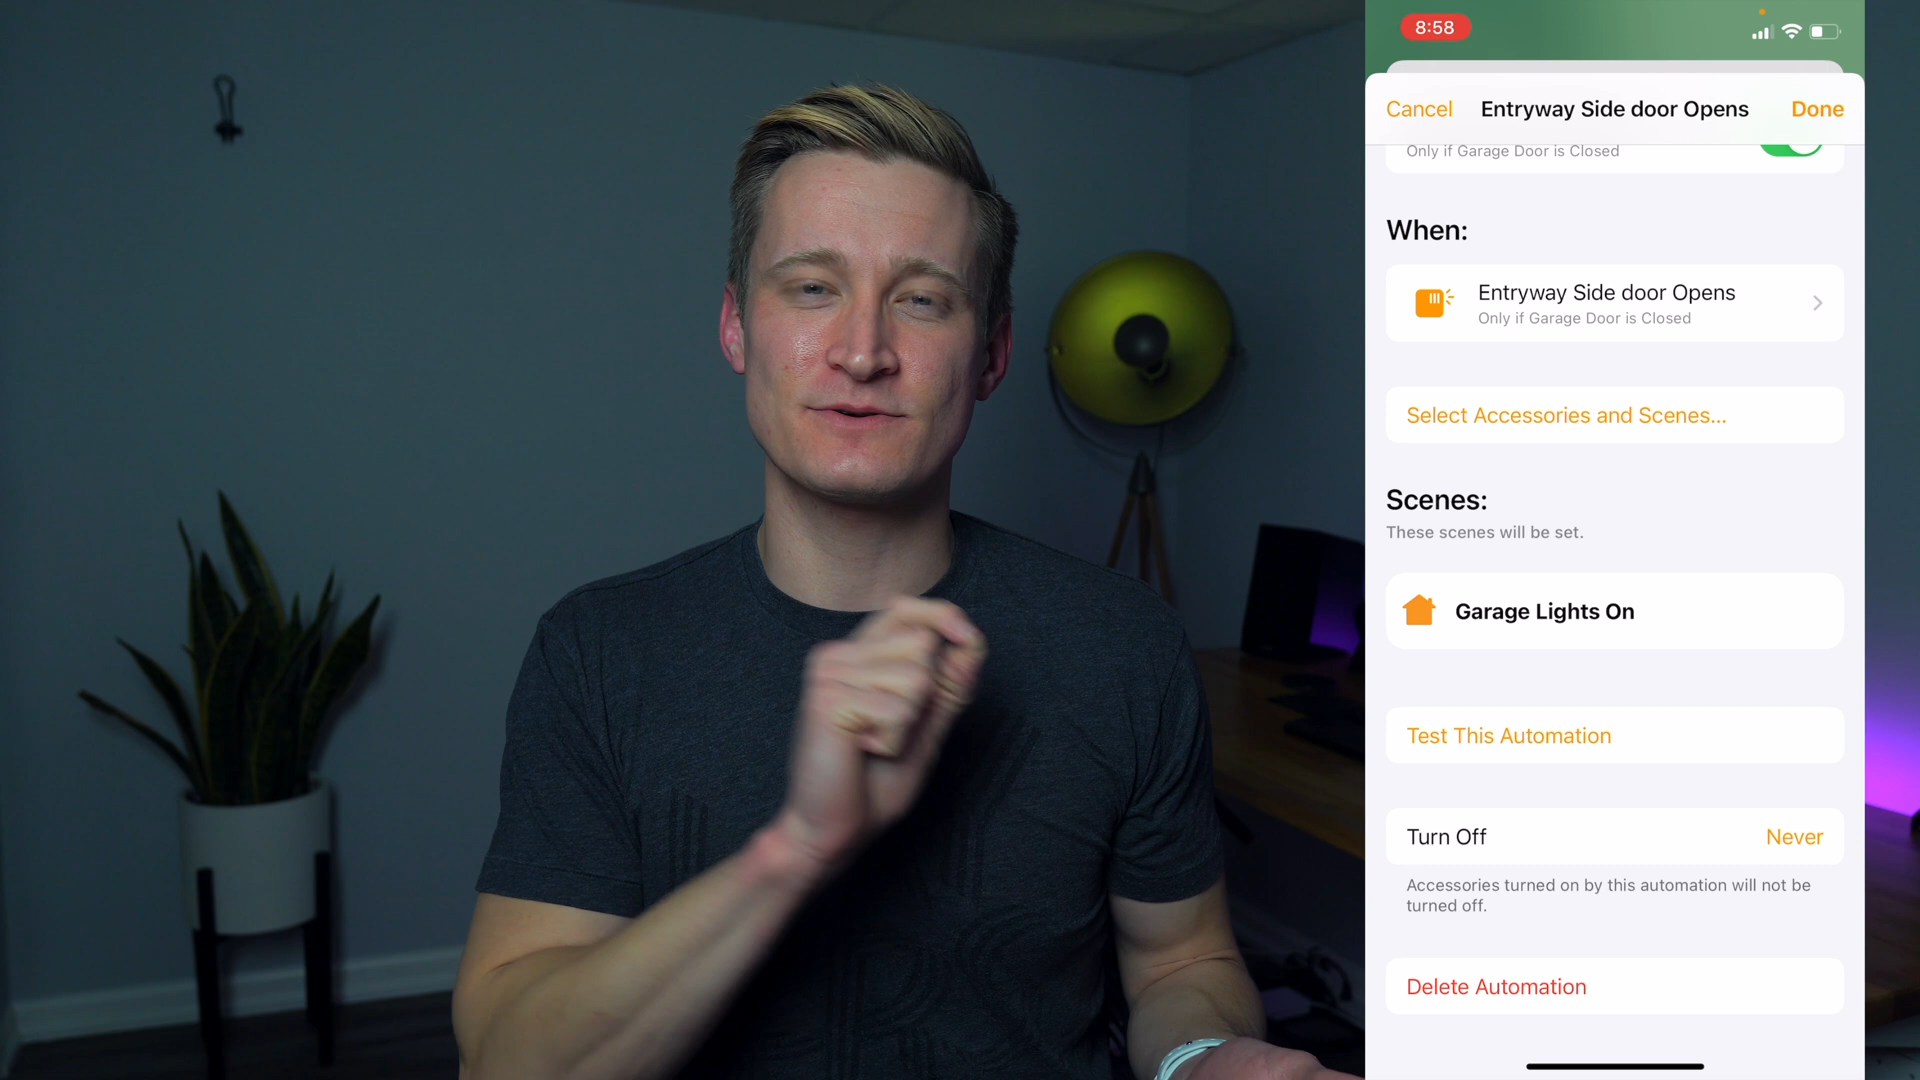 8:58
Cancel
Entryway Side door Opens
Done
Only if Garage Door is Closed
When:
Entryway Side door Opens
Only if Garage Door is Closed
Select Accessories and Scenes...
Scenes:
These scenes will be set.
Garage Lights On
Test This Automation
Turn Off
Never
Accessories turned on by this automation will not be
turned off.
Delete Automation